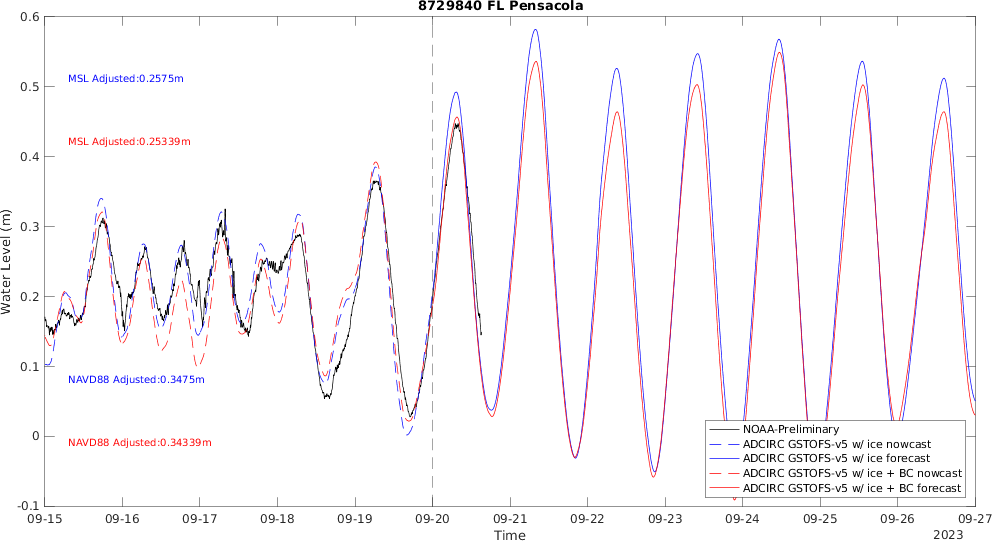 8729840 FL Pensacola
0.6
0.5
0.4
0.3
0.2
0.1
0
-0.1
Water Level (m)
MSL Adjusted:0.2575m
MSL Adjusted:0.25339m
NAVD88 Adjusted:0.3475m
NAVD88 Adjusted:0.34339m
NOAA-Preliminary
ADCIRC GSTOFS-v5 w/ ice nowcast
ADCIRC GSTOFS-v5 w/ ice forecast
ADCIRC GSTOFS-v5 w/ ice + BC nowcast
ADCIRC GSTOFS-v5 w/ ice + BC forecast
09-15 09-16 09-17 09-18 09-19 09-20 09-21 09-22 09-23 09-24 09-25 09-26 09-27
Time
2023